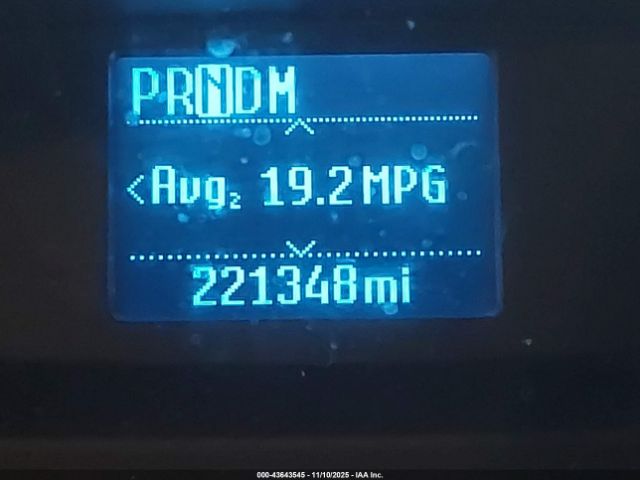 PRNDM
<Avg₂ 19.2MPG
221348mi
000-43643545 - 11/10/2025 - IAA Inc.